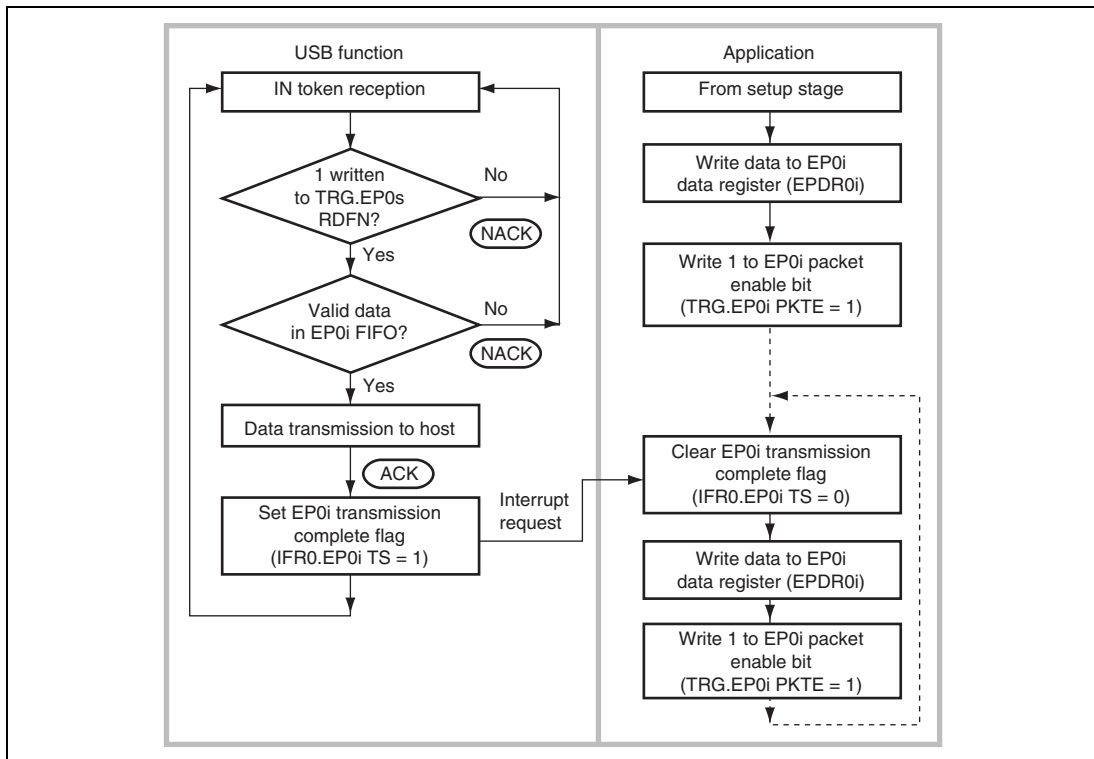 USB function
IN token reception
1 written
to TRG.EP0s
RDFN?
No
NACK
Yes
Valid data
in EP0i FIFO?
No
NACK
Yes
Data transmission to host
ACK
Set EP0i transmission
complete flag
(IFR0.EP0i TS = 1)
Interrupt
request
Application
From setup stage
Write data to EP0i
data register (EPDR0i)
Write 1 to EP0i packet
enable bit
(TRG.EP0i PKTE = 1)
Clear EP0i transmission
complete flag
(IFR0.EP0i TS = 0)
Write data to EP0i
data register (EPDR0i)
Write 1 to EP0i packet
enable bit
(TRG.EP0i PKTE = 1)